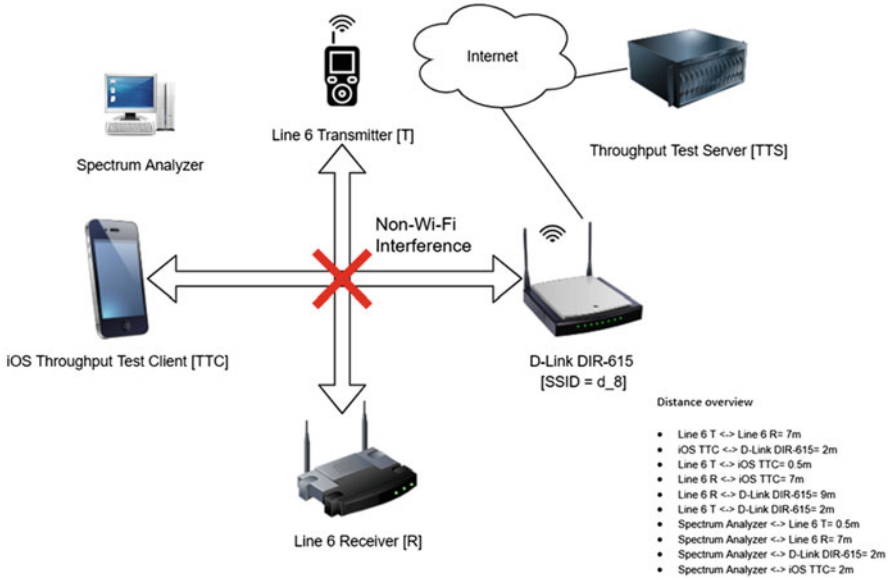 Internet
Line 6 Transmitter [T]
Throughput Test Server [TTS]
Spectrum Analyzer
Non-Wi-Fi
Interference
iOS Throughput Test Client [TTC]
D-Link DIR-615
[SSID = d_8]
Line 6 Receiver [R]
Distance overview
• Line 6 T <-> Line 6 R= 7m
• iOS TTC <-> D-Link DIR-615= 2m
• Line 6 T <-> iOS TTC= 0.5m
• Line 6 R <-> iOS TTC= 7m
• Line 6 R <-> D-Link DIR-615= 9m
• Line 6 T <-> D-Link DIR-615= 2m
• Spectrum Analyzer <-> Line 6 T= 0.5m
• Spectrum Analyzer <-> Line 6 R= 7m
• Spectrum Analyzer <-> D-Link DIR-615= 2m
• Spectrum Analyzer <-> iOS TTC= 2m